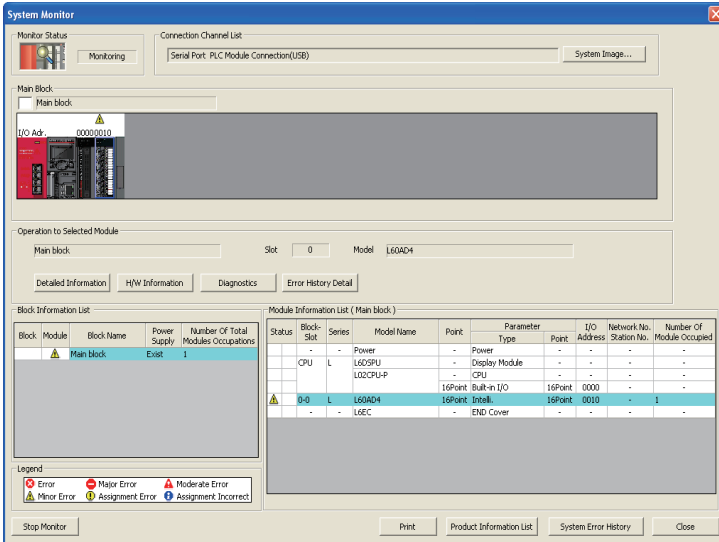 System Monitor
Monitor Status
Monitoring
Connection Channel List
Serial Port PLC Module Connection(USB)
System Image...
Main Block
Main block
I/O Adr. 00000010
Operation to Selected Module
Main block Slot 0 Model L60AD4
Detailed Information H/W Information Diagnostics Error History Detail
Block Information List
Block Module Block Name Power Supply Number Of Total Modules Occupations
Main block Exist 1
Module Information List ( Main block )
Status Block-Slot Series Model Name Point Parameter Type Point I/O Address Network No. Station No. Number Of Module Occupied
- - Power - Power - - - -
CPU L L6DSPU - Display Module - - - -
L02CPU-P - CPU - - - -
16Point Built-in I/O 16Point 0000 - -
0-0 L L60AD4 16Point Intelli. 16Point 0010 - 1
- - L6EC - END Cover - - - -
Legend
Error Major Error Moderate Error
Minor Error Assignment Error Assignment Incorrect
Stop Monitor Print Product Information List System Error History Close